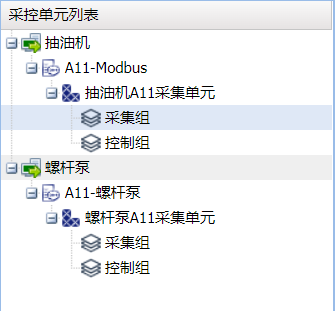 采控单元列表
抽油机
A11-Modbus
抽油机A11采集单元
采集组
控制组
螺杆泵
A11-螺杆泵
螺杆泵A11采集单元
采集组
控制组